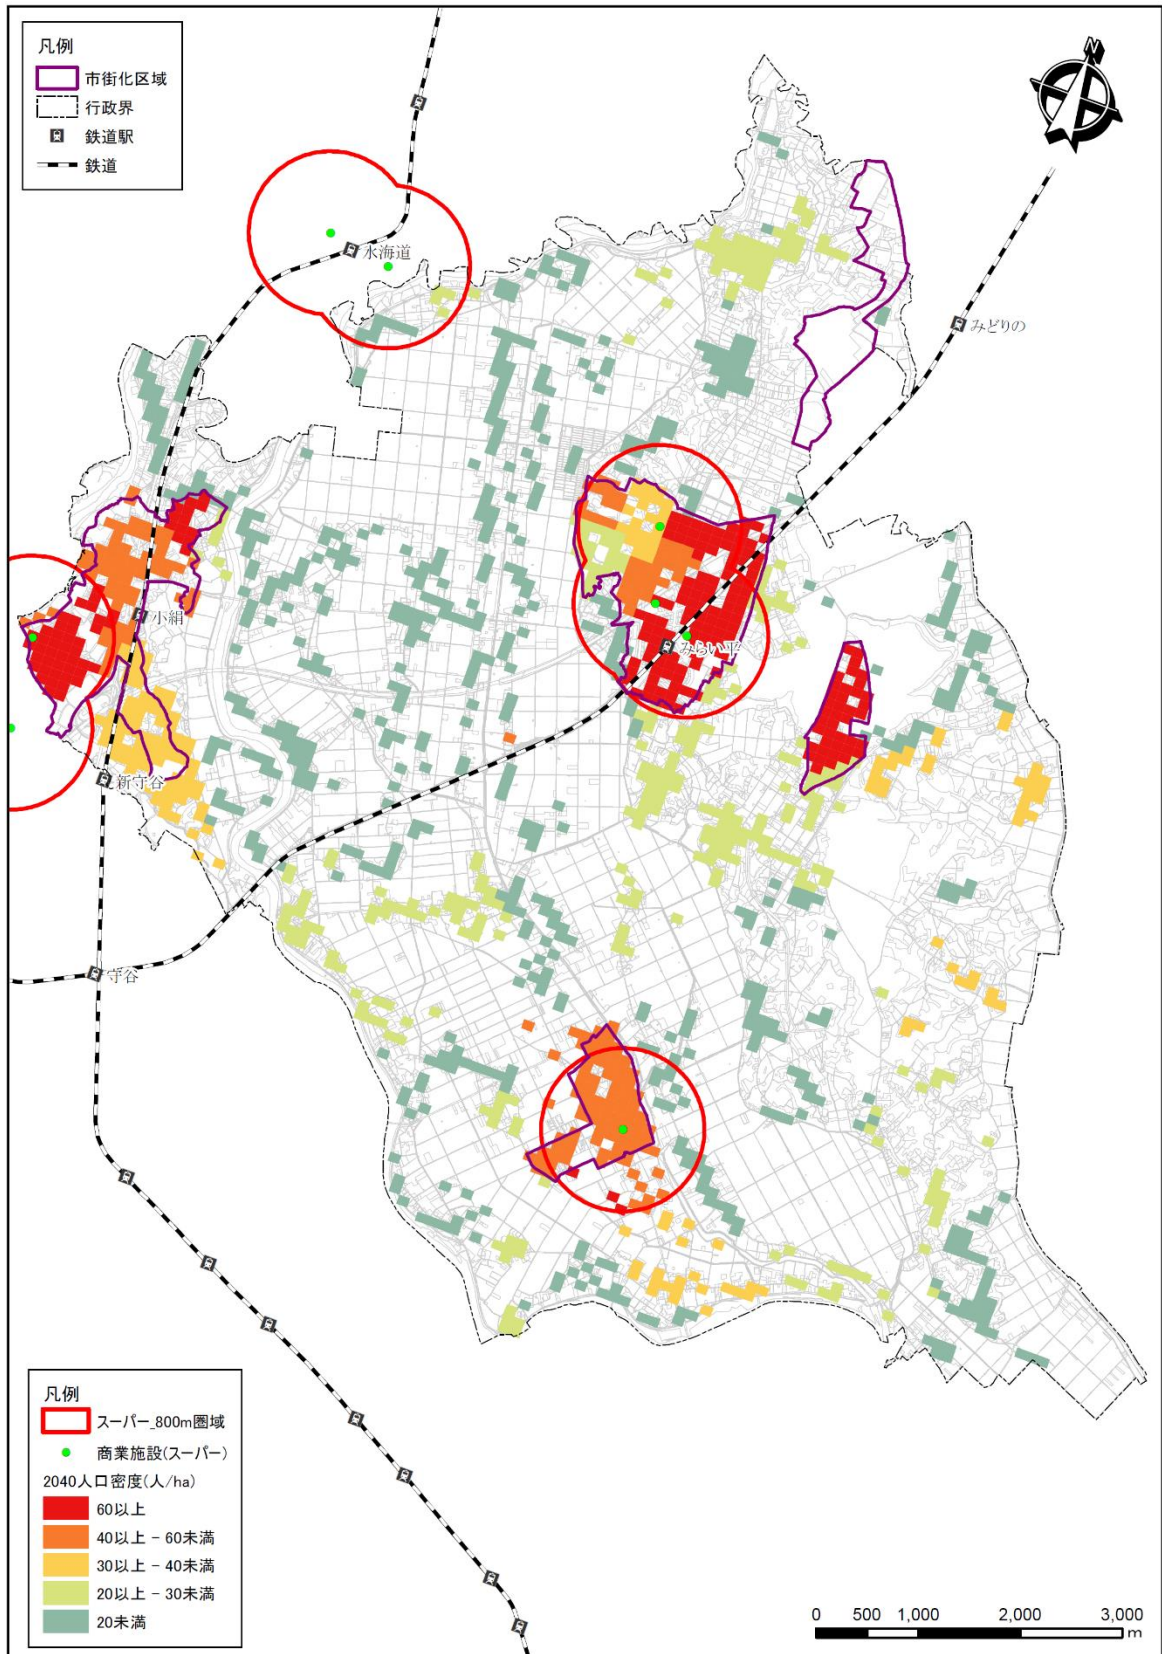 凡例
市街化区域
行政界
鉄道駅
鉄道
N
水海道
みどりの
小絹
みらい平
新守谷
守谷
凡例
スーパー_800m圏域
商業施設(スーパー)
2040人口密度(人/ha)
60以上
40以上 - 60未満
30以上 - 40未満
20以上 - 30未満
20未満
0 500 1,000 2,000 3,000
m